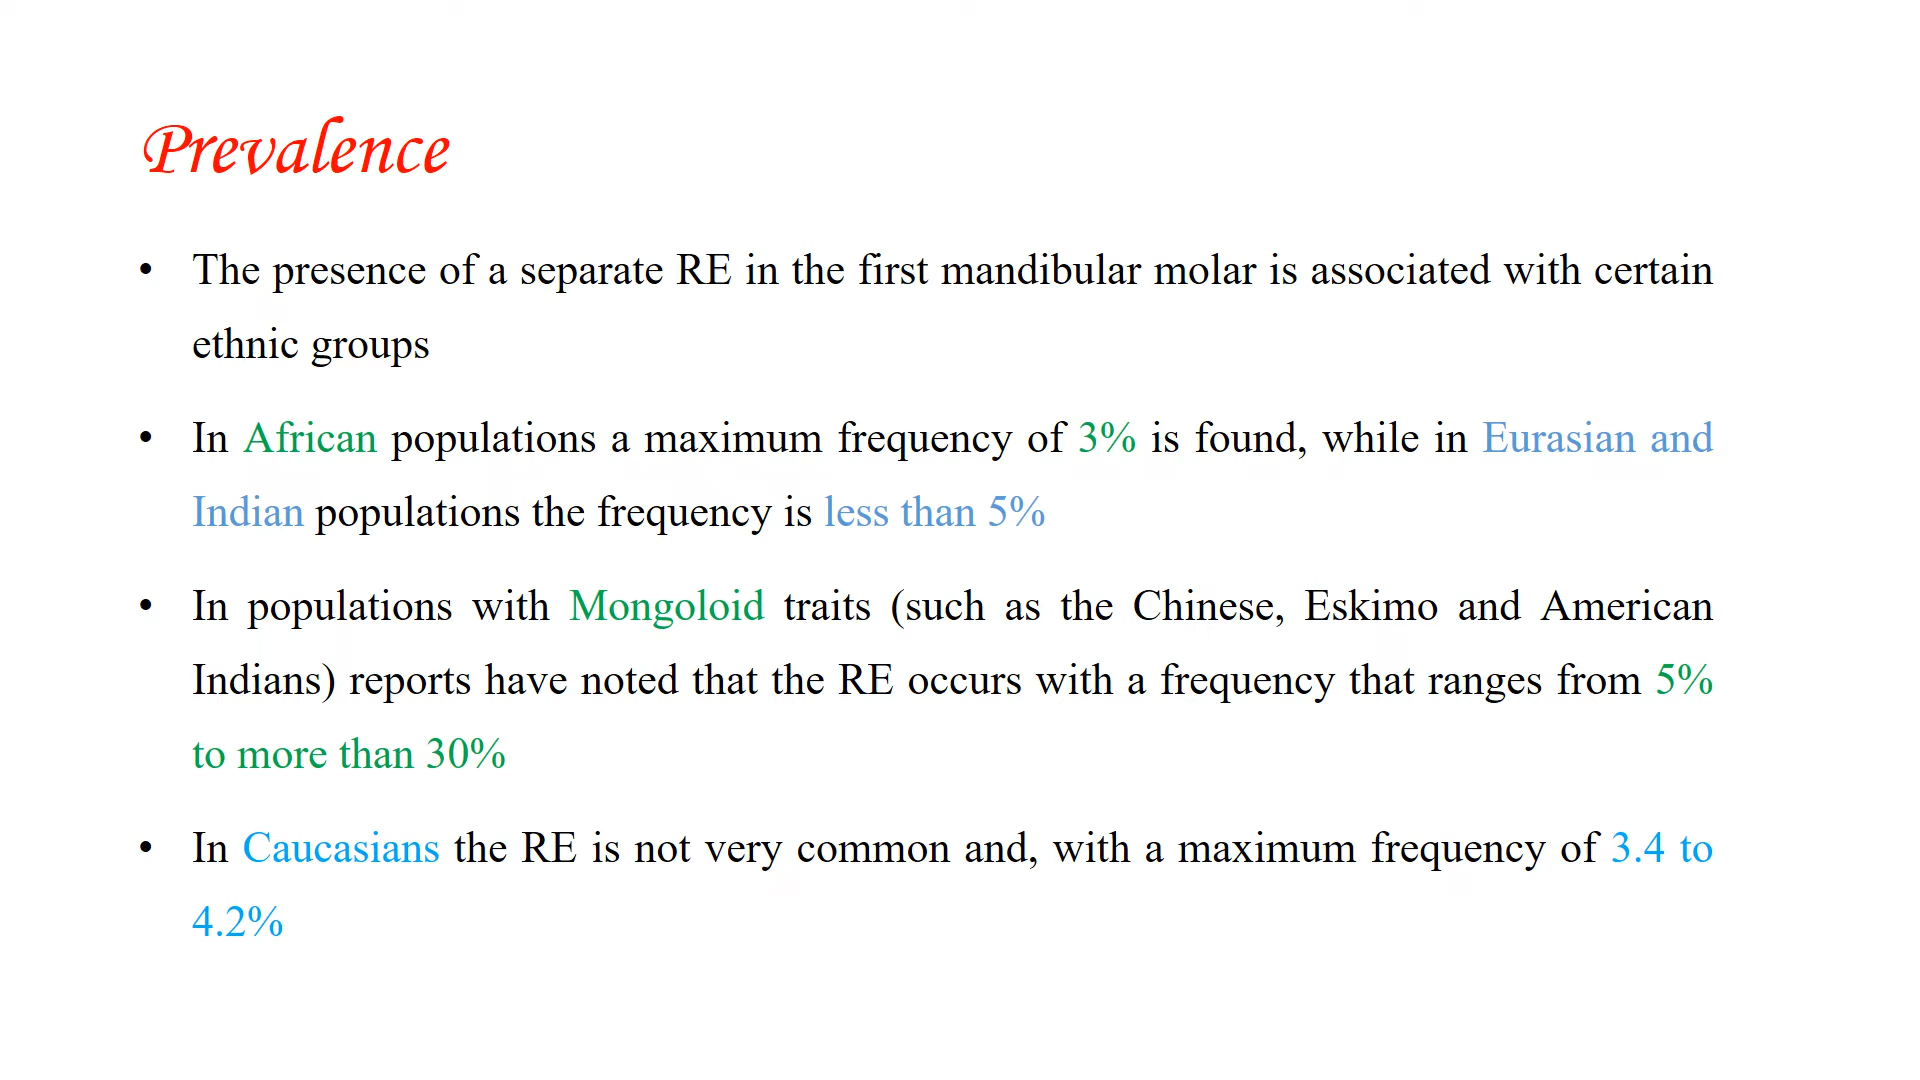 Prevalence
• The presence of a separate RE in the first mandibular molar is associated with certain
ethnic groups
• In African populations a maximum frequency of 3% is found, while in Eurasian and
Indian populations the frequency is less than 5%
• In populations with Mongoloid traits (such as the Chinese, Eskimo and American
Indians) reports have noted that the RE occurs with a frequency that ranges from 5%
to more than 30%
• In Caucasians the RE is not very common and, with a maximum frequency of 3.4 to
4.2%